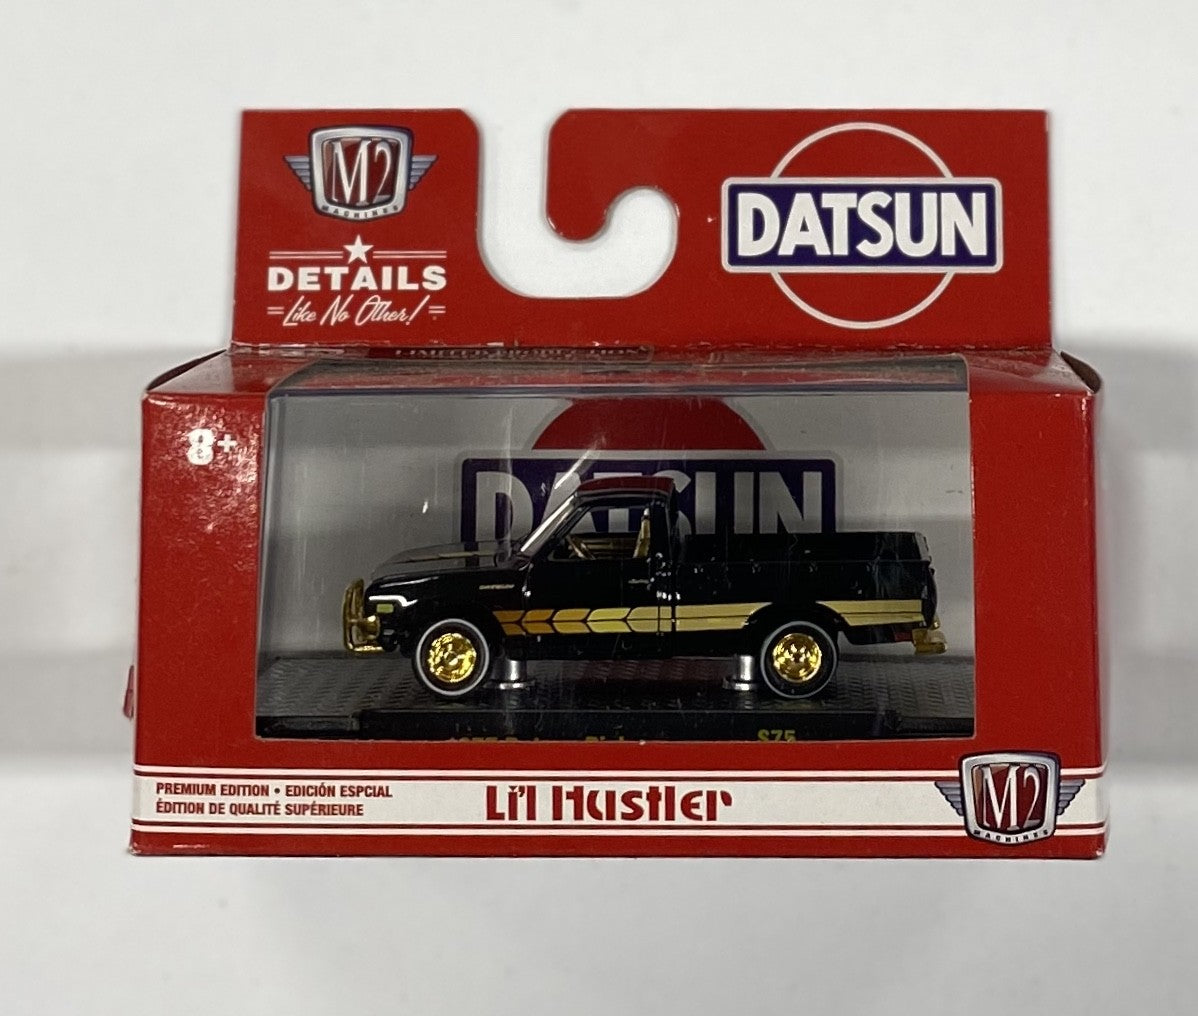 M2
MACHINES
DETAILS
Like No Other!
DATSUN
8+
DATSUN
DATSUN
S75
PREMIUM EDITION • EDICIÓN ESPCIAL
ÉDITION DE QUALITÉ SUPÉRIEURE
Li'l Hustler
M2
MACHINES